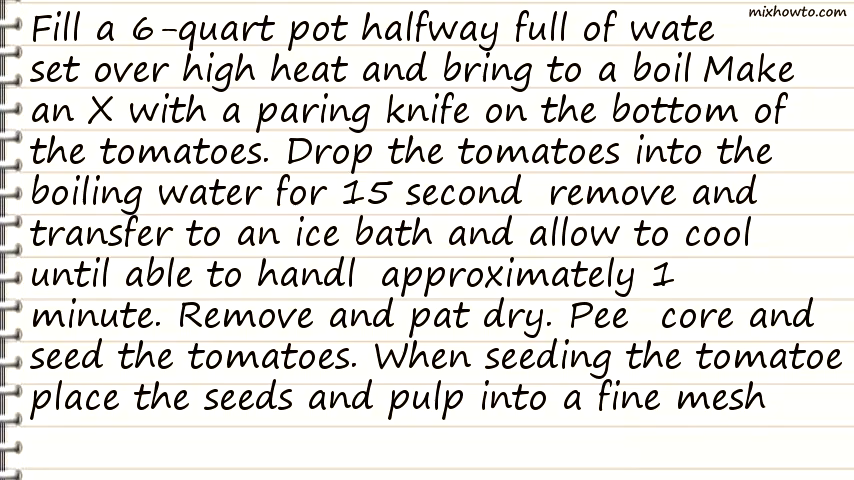 mixhowto.com
Fill a 6-quart pot halfway full of wate
set over high heat and bring to a boil Make
an X with a paring knife on the bottom of
the tomatoes. Drop the tomatoes into the
boiling water for 15 second remove and
transfer to an ice bath and allow to cool
until able to handl approximately 1
minute. Remove and pat dry. Pee core and
seed the tomatoes. When seeding the tomatoe
place the seeds and pulp into a fine mesh